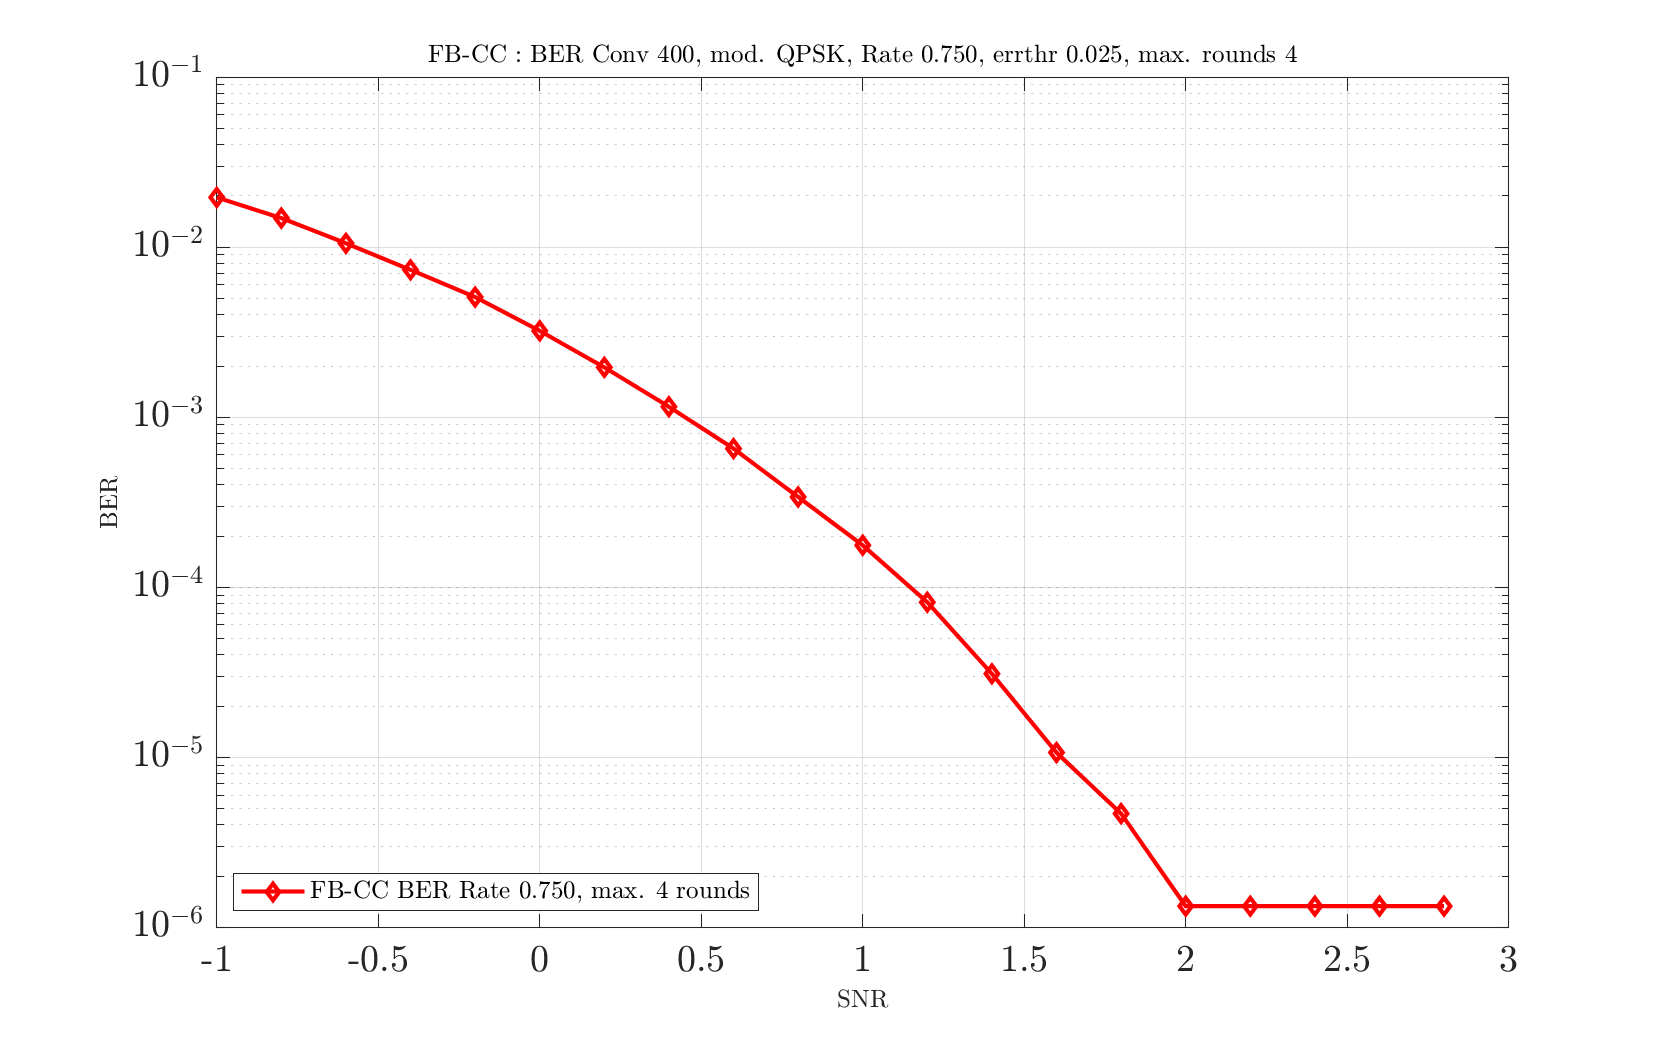 FB-CC : BER Conv 400, mod. QPSK, Rate 0.750, errthr 0.025, max. rounds 4
10^{-1}
10^{-2}
10^{-3}
10^{-4}
10^{-5}
10^{-6}
BER
FB-CC BER Rate 0.750, max. 4 rounds
-1 -0.5 0 0.5 1 1.5 2 2.5 3
SNR